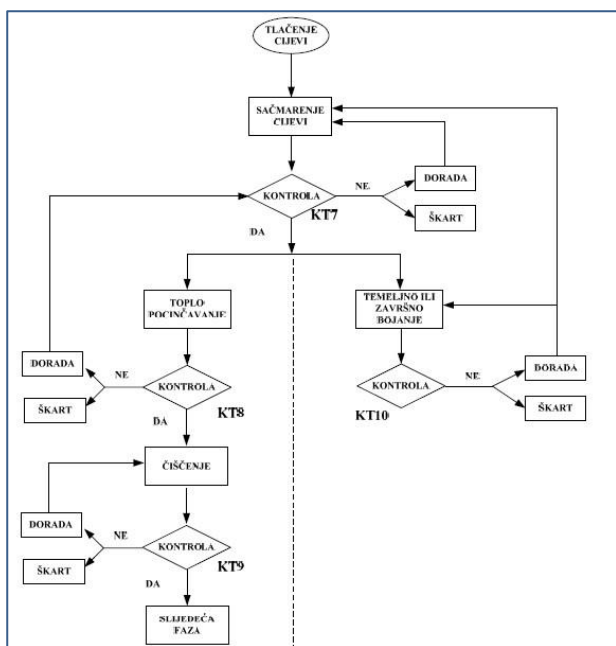 TLAČENJE
CIJEVI
SAČMARENJE
CIJEVI
DORADA
NE
KONTROLA
ŠKART
KT7
DA
TOPLO
POCINČAVANJE
TEMELJNO ILI
ZAVRŠNO
BOJANJE
DORADA
NE
KONTROLA
ŠKART
KT8
DA
KONTROLA
NE
DORADA
ŠKART
KT10
ČIŠČENJE
DORADA
NE
KONTROLA
ŠKART
KT9
DA
SLIJEDEĆA
FAZA